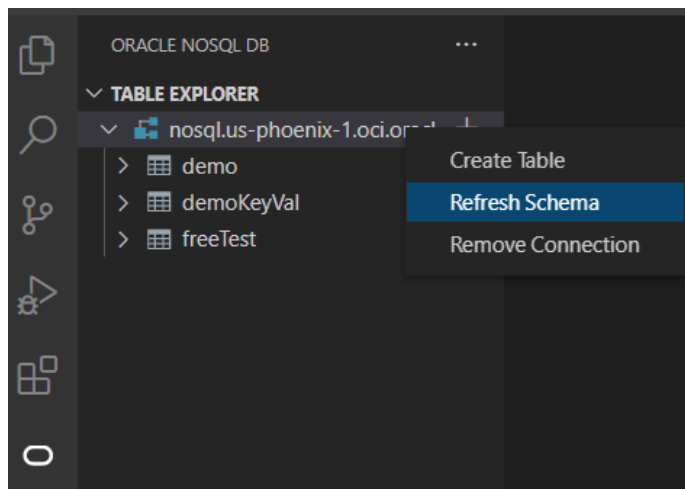 ORACLE NOSQL DB
TABLE EXPLORER
nosql.us-phoenix-1.oci.oracl
demo
demoKeyVal
freeTest
Create Table
Refresh Schema
Remove Connection